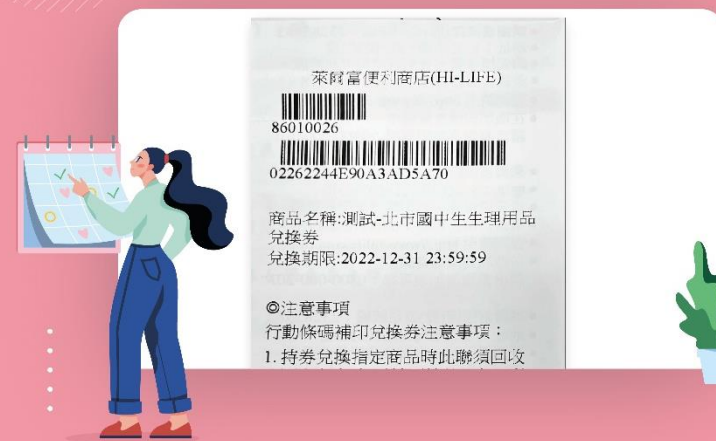 萊爾富便利商店(HI-LIFE)
86010026
02262244E90A3AD5A70
商品名稱:測試-北市國中生生理用品
兌換券
兌換期限:2022-12-31 23:59:59
◎注意事項
行動條碼補印兌換券注意事項：
1. 持券兌換指定商品時此聯須回收